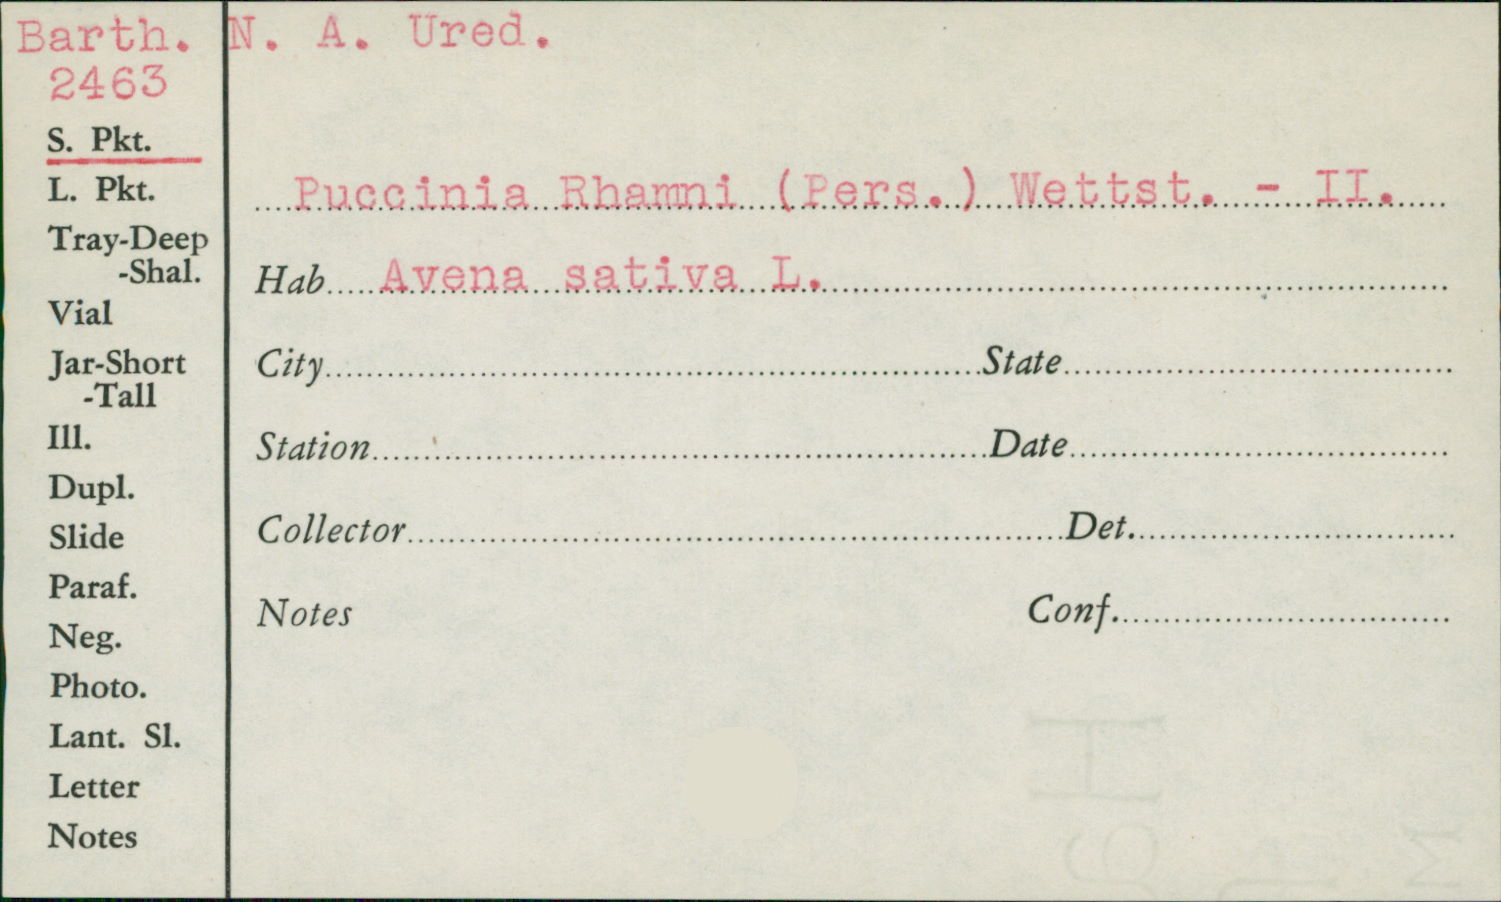 Barth. N. A. Ured.
2463
S. Pkt.
L. Pkt.
Tray-Deep
-Shal.
Vial
Jar-Short
-Tall
Ill.
Dupl.
Slide
Paraf.
Neg.
Photo.
Lant. Sl.
Letter
Notes
Puccinia Rhamni (Pers.) Wettst. - II.
Hab Avena sativa L.
City State
Station Date
Collector Det.
Notes Conf.